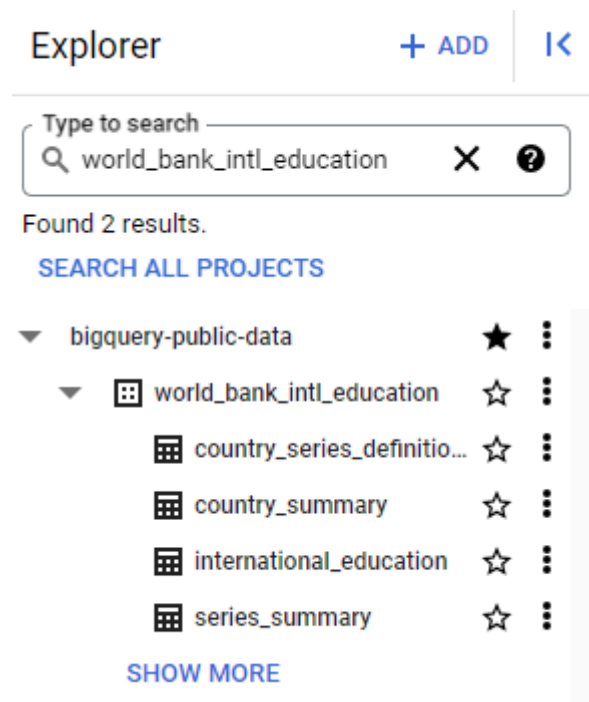 Explorer
+ ADD
Type to search
world_bank_intl_education
Found 2 results.
SEARCH ALL PROJECTS
bigquery-public-data
world_bank_intl_education
country_series_definitio...
country_summary
international_education
series_summary
SHOW MORE